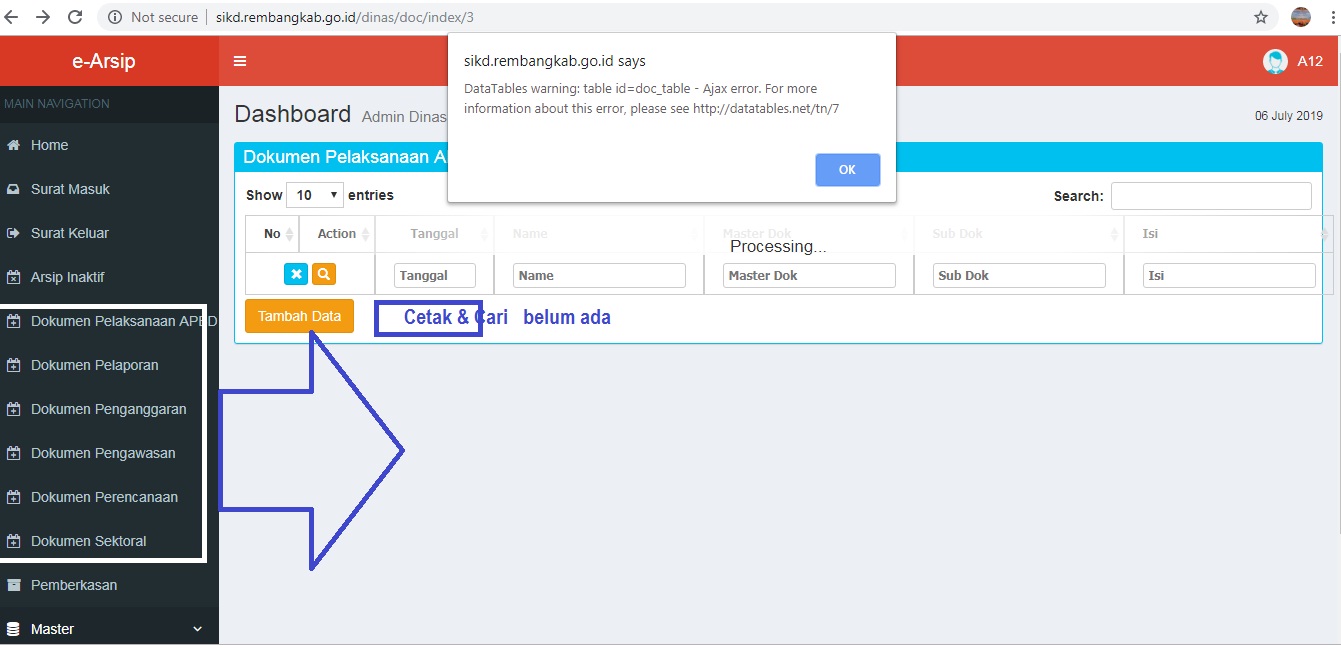 Not secure | sikd.rembangkab.go.id/dinas/doc/index/3
e-Arsip
A12
sikd.rembangkab.go.id says
DataTables warning: table id=doc_table - Ajax error. For more
information about this error, please see http://datatables.net/tn/7
OK
MAIN NAVIGATION
Home
Surat Masuk
Surat Keluar
Arsip Inaktif
Dokumen Pelaksanaan APBD
Dokumen Pelaporan
Dokumen Penganggaran
Dokumen Pengawasan
Dokumen Perencanaan
Dokumen Sektoral
Pemberkasan
Master
Dashboard Admin Dinas
06 July 2019
Dokumen Pelaksanaan A
Show 10 entries
Search:
No Action Tanggal Name Master Dok Sub Dok Isi
Processing...
Tanggal Name Master Dok Sub Dok Isi
Tambah Data
Cetak & Cari belum ada